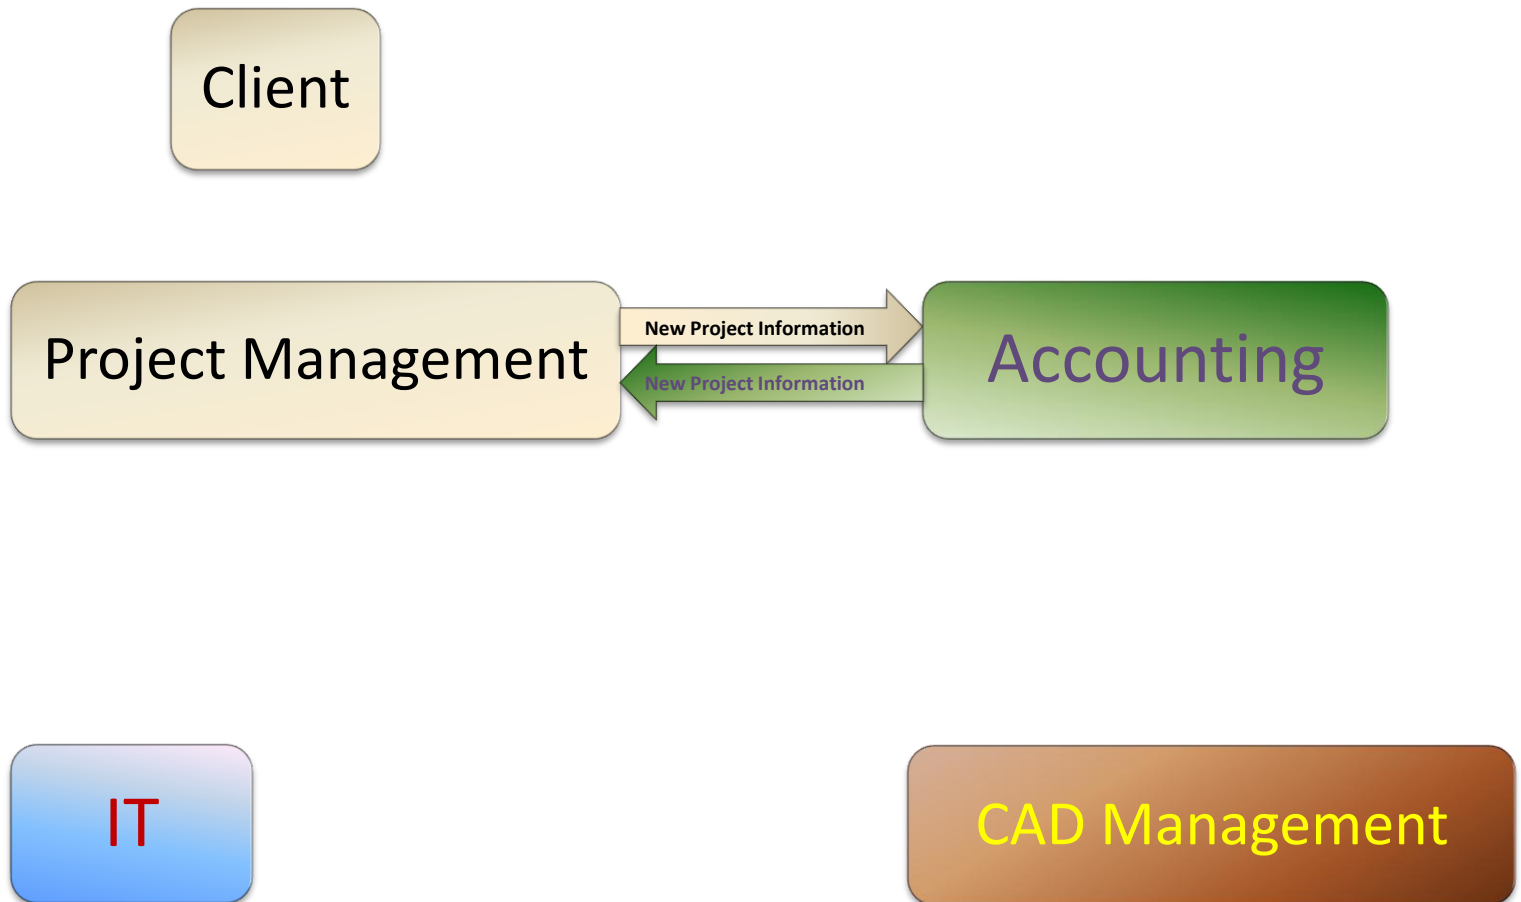 Client
Project Management
New Project Information
New Project Information
Accounting
IT
CAD Management